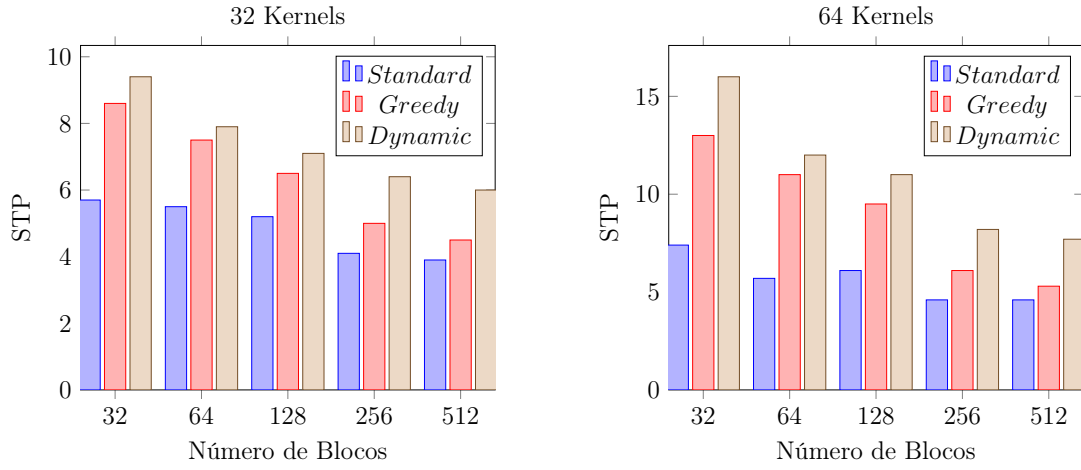 32 Kernels
10
8
6
4
2
0
STP
Standard
Greedy
Dynamic
32 64 128 256 512
Número de Blocos
64 Kernels
15
10
5
0
STP
Standard
Greedy
Dynamic
32 64 128 256 512
Número de Blocos